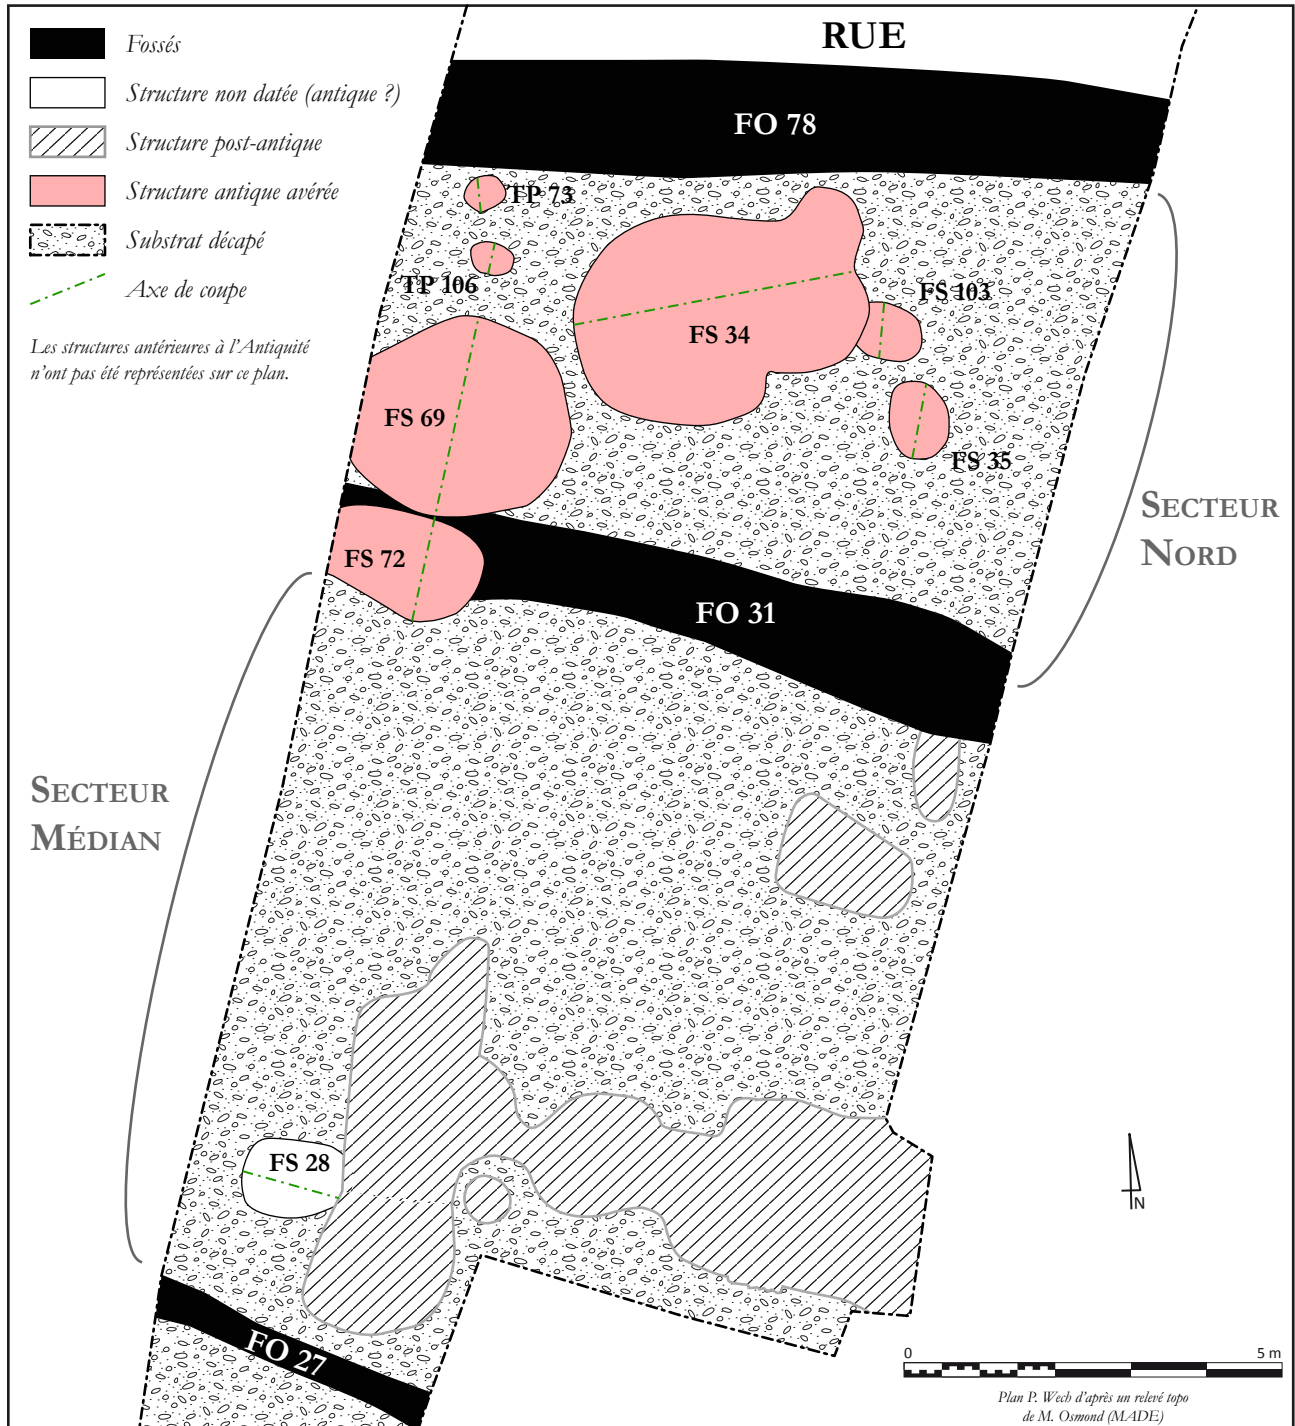 Fossés
Structure non datée (antique ?)
Structure post-antique
Structure antique avérée
Substrat décapé
Axe de coupe
Les structures antérieures à l'Antiquité
n'ont pas été représentées sur ce plan.
RUE
FO 78
TP 73
TP 106
FS 103
FS 34
FS 69
FS 35
SECTEUR
NORD
FS 72
FO 31
SECTEUR
MÉDIAN
FS 28
N
FO 27
0 5 m
Plan P. Wech d'après un relevé topo
de M. Osmond (MADE)